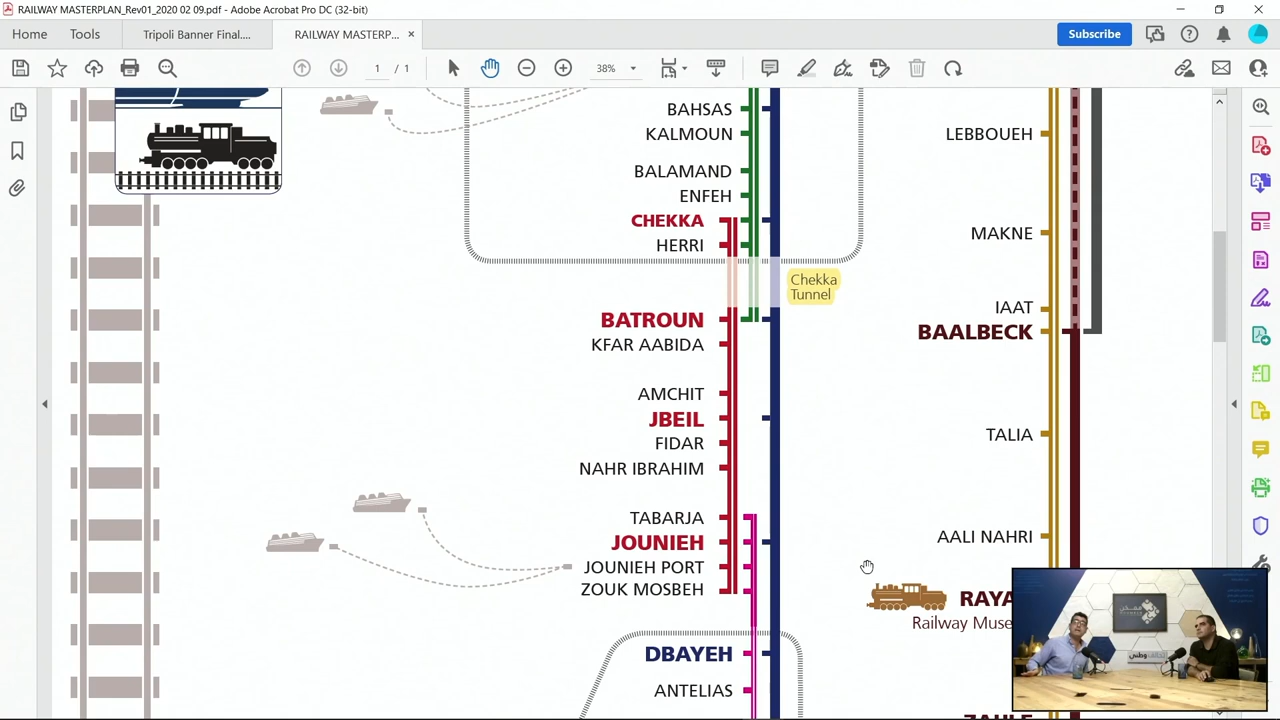 RAILWAY MASTERPLAN_Rev01_2020 02 09.pdf - Adobe Acrobat Pro DC (32-bit)
Home
Tools
Tripoli Banner Final....
RAILWAY MASTERP...
Subscribe
1 / 1
38%
BAHSAS
KALMOUN
BALAMAND
ENFEH
CHEKKA
HERRI
Chekka
Tunnel
BATROUN
KFAR AABIDA
AMCHIT
JBEIL
FIDAR
NAHR IBRAHIM
TABARJA
JOUNIEH
JOUNIEH PORT
ZOUK MOSBEH
DBAYEH
ANTELIAS
LEBBOUEH
MAKNE
IAAT
BAALBECK
TALIA
AALI NAHRI
RAYA
Railway Muse